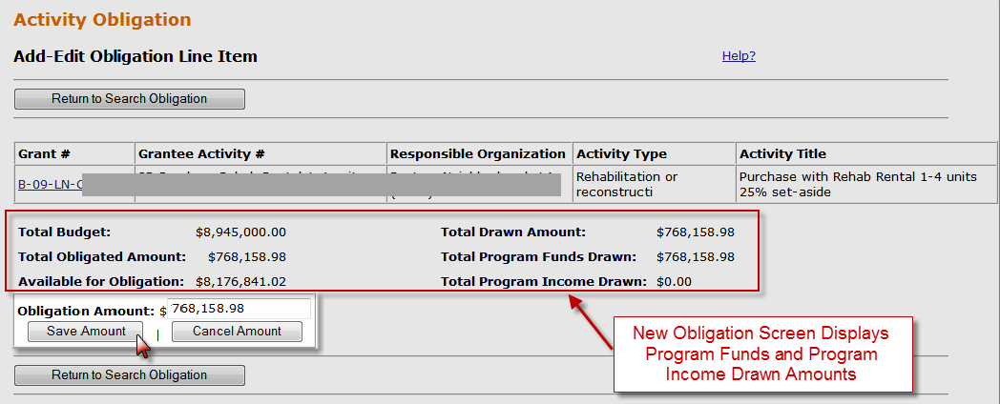 Activity Obligation
Add-Edit Obligation Line Item
Help?
Return to Search Obligation
Grant # Grantee Activity # Responsible Organization Activity Type Activity Title
B-09-LN- Rehabilitation or Purchase with Rehab Rental 1-4 units
reconstructi 25% set-aside
Total Budget: $8,945,000.00 Total Drawn Amount: $768,158.98
Total Obligated Amount: $768,158.98 Total Program Funds Drawn: $768,158.98
Available for Obligation: $8,176,841.02 Total Program Income Drawn: $0.00
Obligation Amount: $ 768,158.98
Save Amount | Cancel Amount
Return to Search Obligation
New Obligation Screen Displays
Program Funds and Program
Income Drawn Amounts